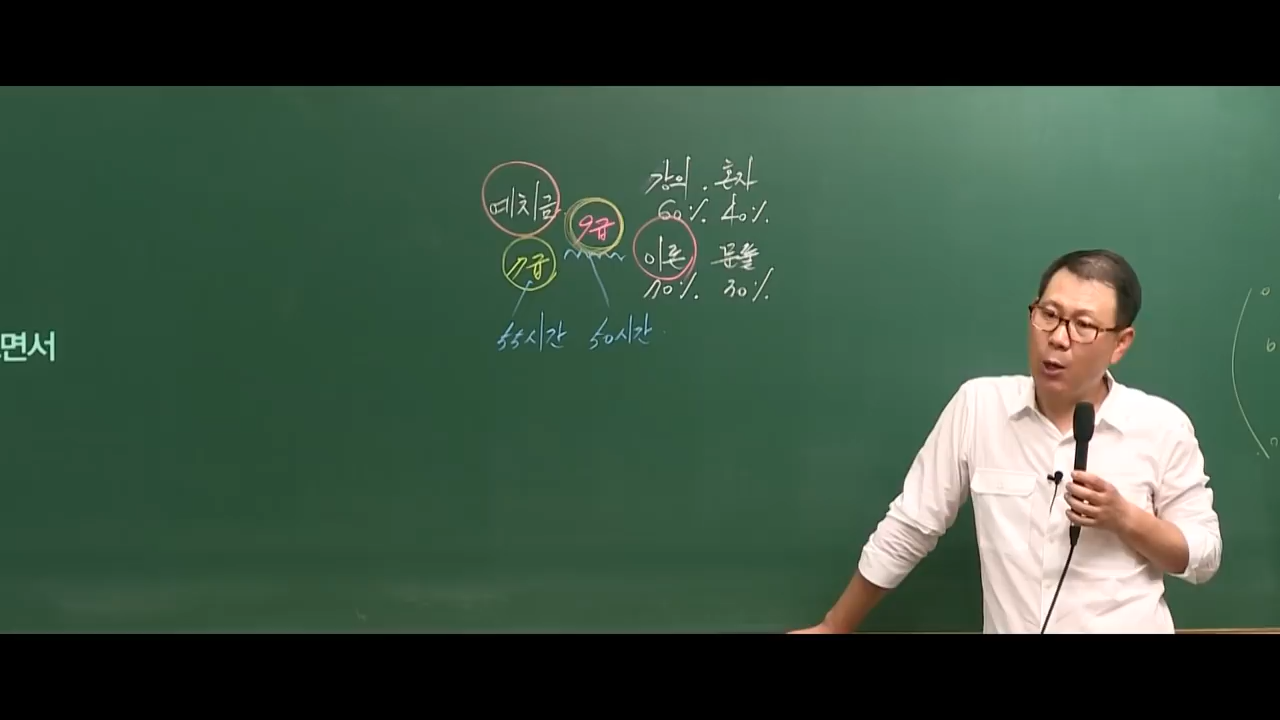 강의 . 혼자
60% 40%
예치금
9급
이론 문풀
7급
70% 30%
55시간 50시간
면서